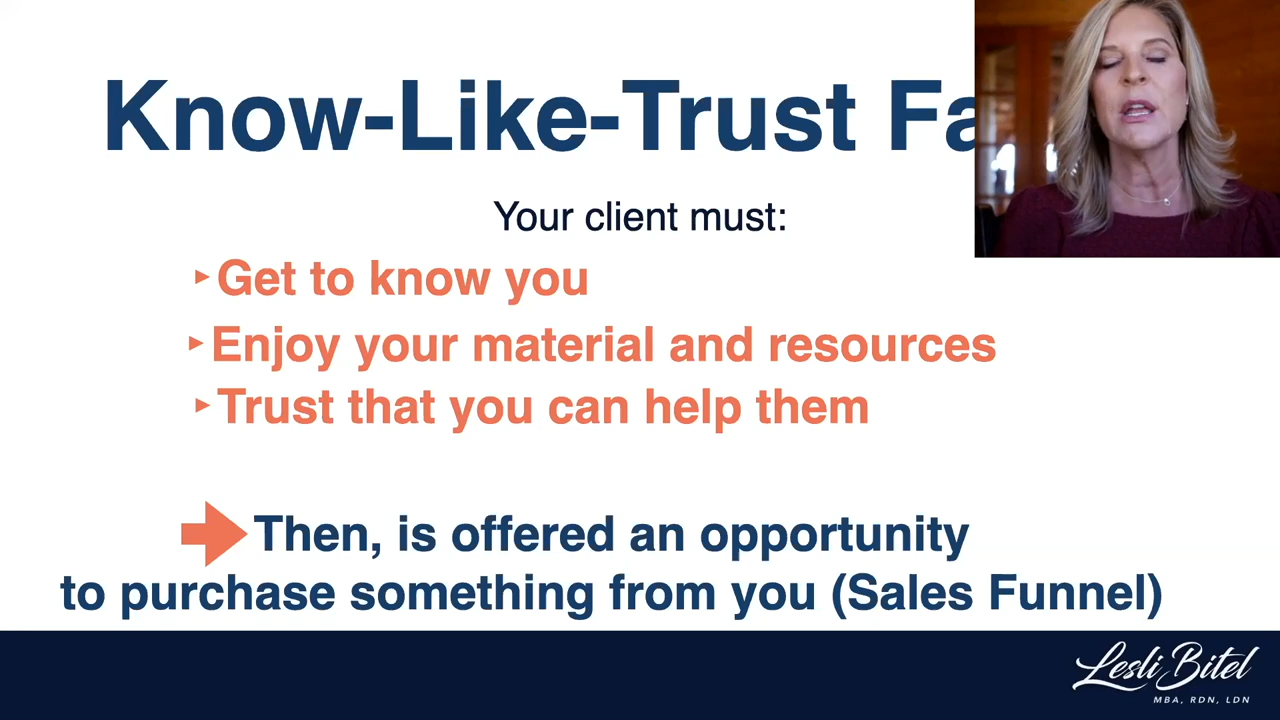 Know-Like-Trust Fa
Your client must:
▸Get to know you
▸Enjoy your material and resources
▸Trust that you can help them
Then, is offered an opportunity
to purchase something from you (Sales Funnel)
Lesli Bitel
MBA, RDN, LDN